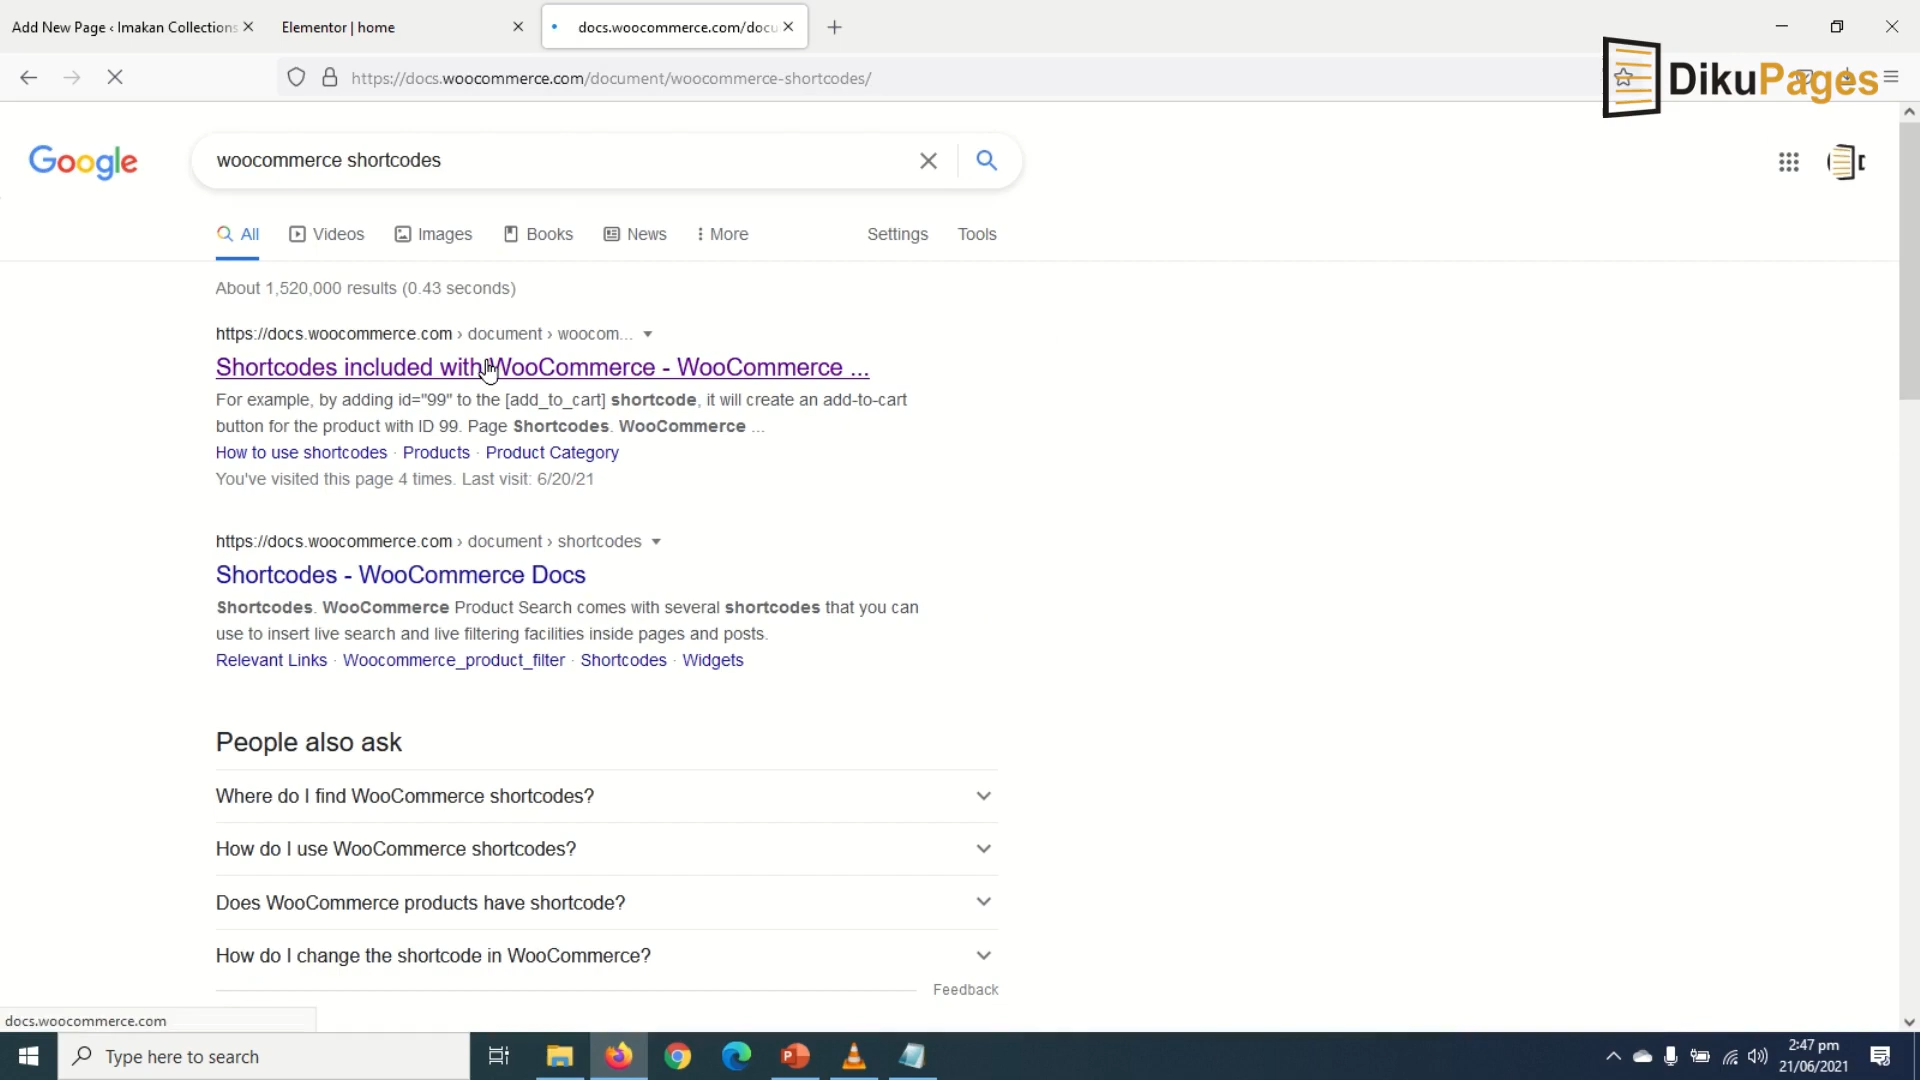 Add New Page ‹ Imakan Collections
Elementor | home
docs.woocommerce.com/docu
https://docs.woocommerce.com/document/woocommerce-shortcodes/
DikuPages
Google
woocommerce shortcodes
All
Videos
Images
Books
News
More
Settings
Tools
About 1,520,000 results (0.43 seconds)
https://docs.woocommerce.com › document › woocom...
Shortcodes included with WooCommerce - WooCommerce ...
For example, by adding id="99" to the [add_to_cart] shortcode, it will create an add-to-cart
button for the product with ID 99. Page Shortcodes. WooCommerce ...
How to use shortcodes · Products · Product Category
You've visited this page 4 times. Last visit: 6/20/21
https://docs.woocommerce.com › document › shortcodes
Shortcodes - WooCommerce Docs
Shortcodes. WooCommerce Product Search comes with several shortcodes that you can
use to insert live search and live filtering facilities inside pages and posts.
Relevant Links · Woocommerce_product_filter · Shortcodes · Widgets
People also ask
Where do I find WooCommerce shortcodes?
How do I use WooCommerce shortcodes?
Does WooCommerce products have shortcode?
How do I change the shortcode in WooCommerce?
Feedback
docs.woocommerce.com
Type here to search
2:47 pm
21/06/2021